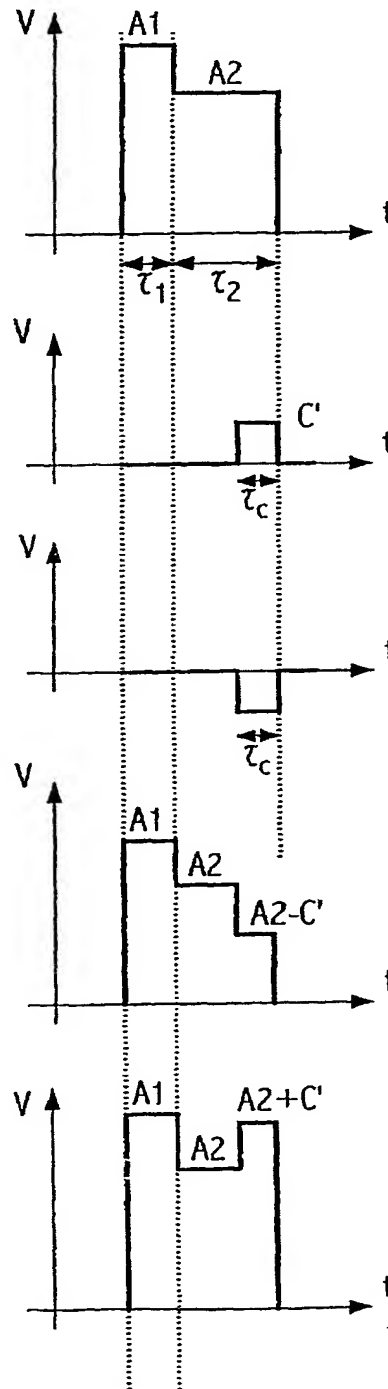 V
A1
A2
t
τ₁ τ₂
V
C'
t
τc
V
t
τc
V
A1
A2
A2-C'
t
V
A1
A2+C'
A2
t